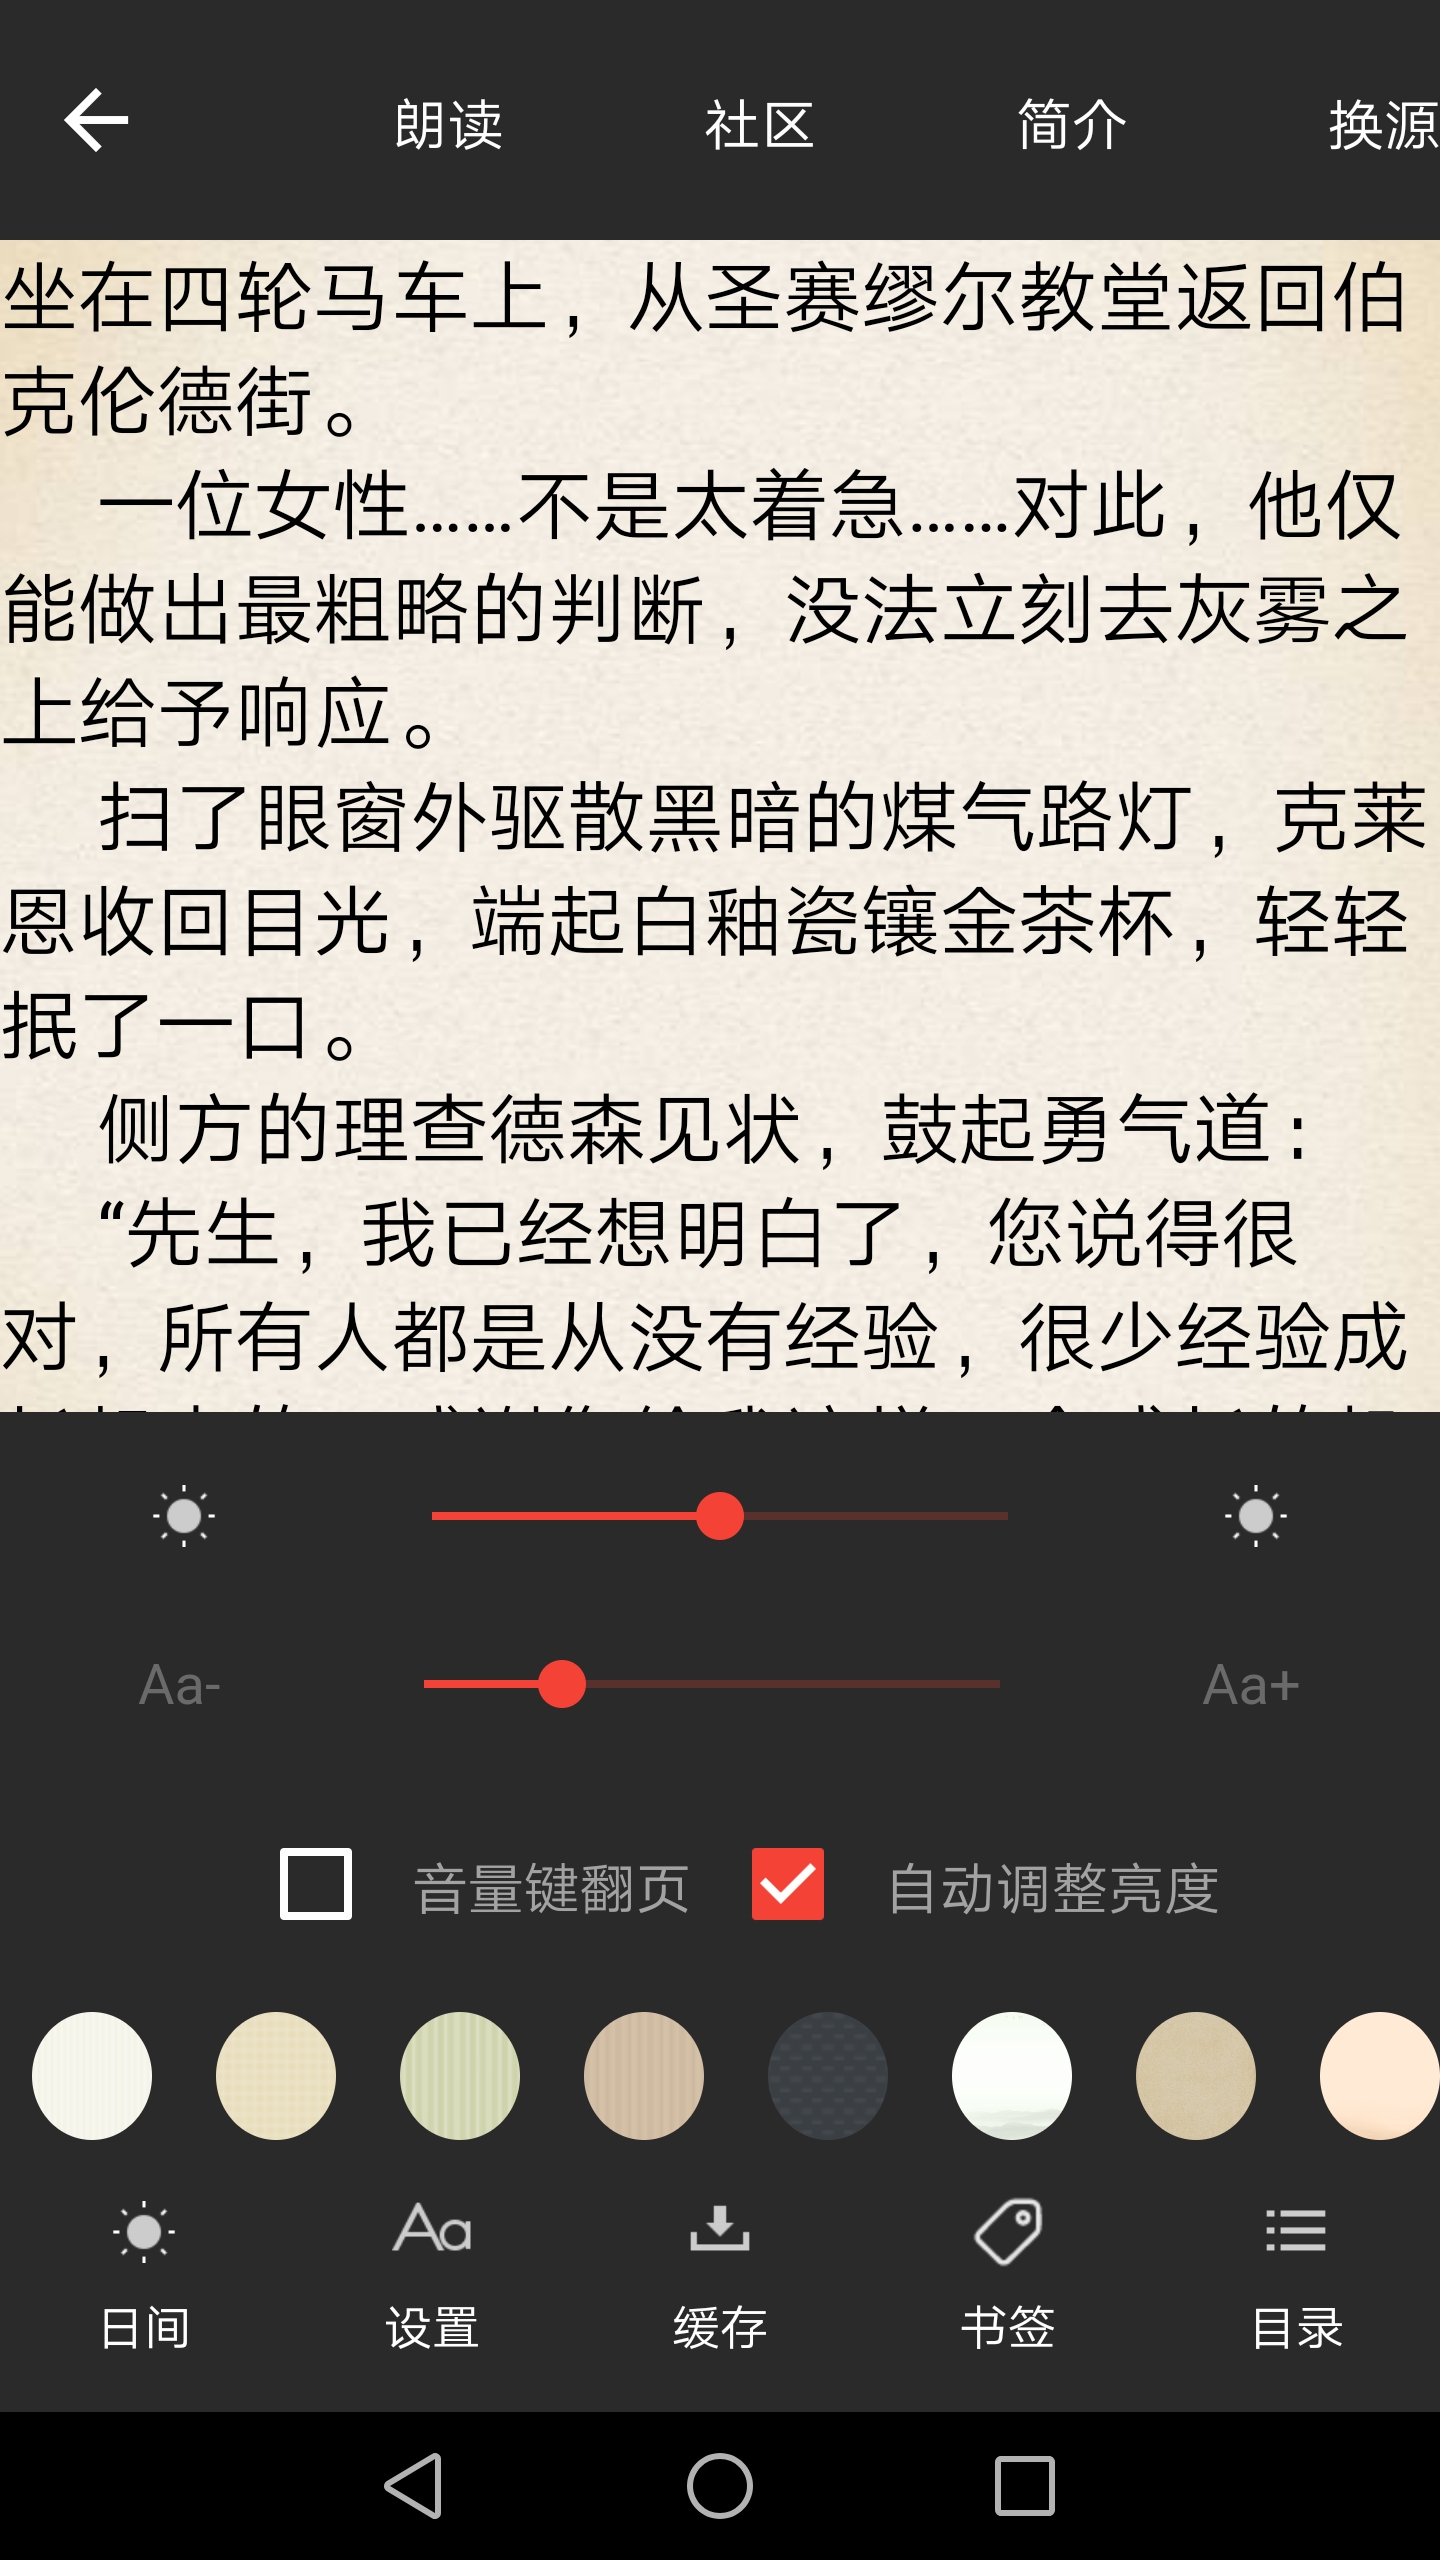 朗读 社区 简介 换源
坐在四轮马车上，从圣赛缪尔教堂返回伯
克伦德街。
一位女性……不是太着急……对此，他仅
能做出最粗略的判断，没法立刻去灰雾之
上给予响应。
扫了眼窗外驱散黑暗的煤气路灯，克莱
恩收回目光，端起白釉瓷镶金茶杯，轻轻
抿了一口。
侧方的理查德森见状，鼓起勇气道：
“先生，我已经想明白了，您说得很
对，所有人都是从没有经验，很少经验成
Aa- Aa+
音量键翻页 自动调整亮度
Aa
日间 设置 缓存 书签 目录